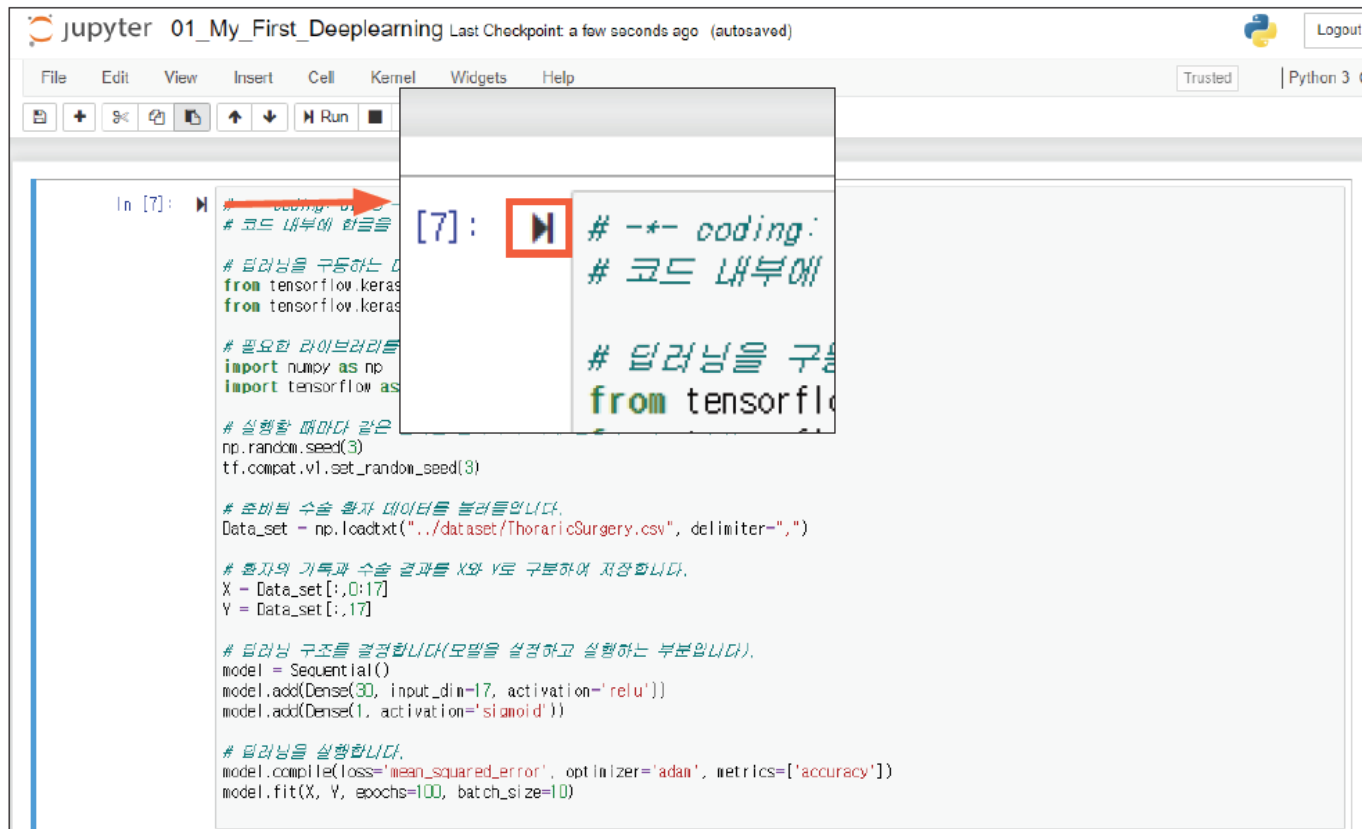 jupyter 01_My_First_Deeplearning Last Checkpoint: a few seconds ago (autosaved)
Logout
File Edit View Insert Cell Kernel Widgets Help
Trusted
Python 3
Run
In [7]:
# 코드 내부에 한글을
# 딥러닝을 구동하는 데
from tensorflow.keras
from tensorflow.keras
# 필요한 라이브러리를
import numpy as np
import tensorflow as
# 실행할 때마다 같은
np.random.seed(3)
tf.compat.v1.set_random_seed(3)
# 준비된 수술 환자 데이터를 불러들입니다.
Data_set = np.loadtxt("../dataset/ThoraricSurgery.csv", delimiter=",")
# 환자의 기록과 수술 결과를 X와 Y로 구분하여 저장합니다.
X = Data_set[:,0:17]
Y = Data_set[:,17]
# 딥러닝 구조를 결정합니다(모델을 설정하고 실행하는 부분입니다).
model = Sequential()
model.add(Dense(30, input_dim=17, activation='relu'))
model.add(Dense(1, activation='sigmoid'))
# 딥러닝을 실행합니다.
model.compile(loss='mean_squared_error', optimizer='adam', metrics=['accuracy'])
model.fit(X, Y, epochs=100, batch_size=10)
[7]:
# -*- coding:
# 코드 내부에
# 딥러닝을 구동
from tensorflo